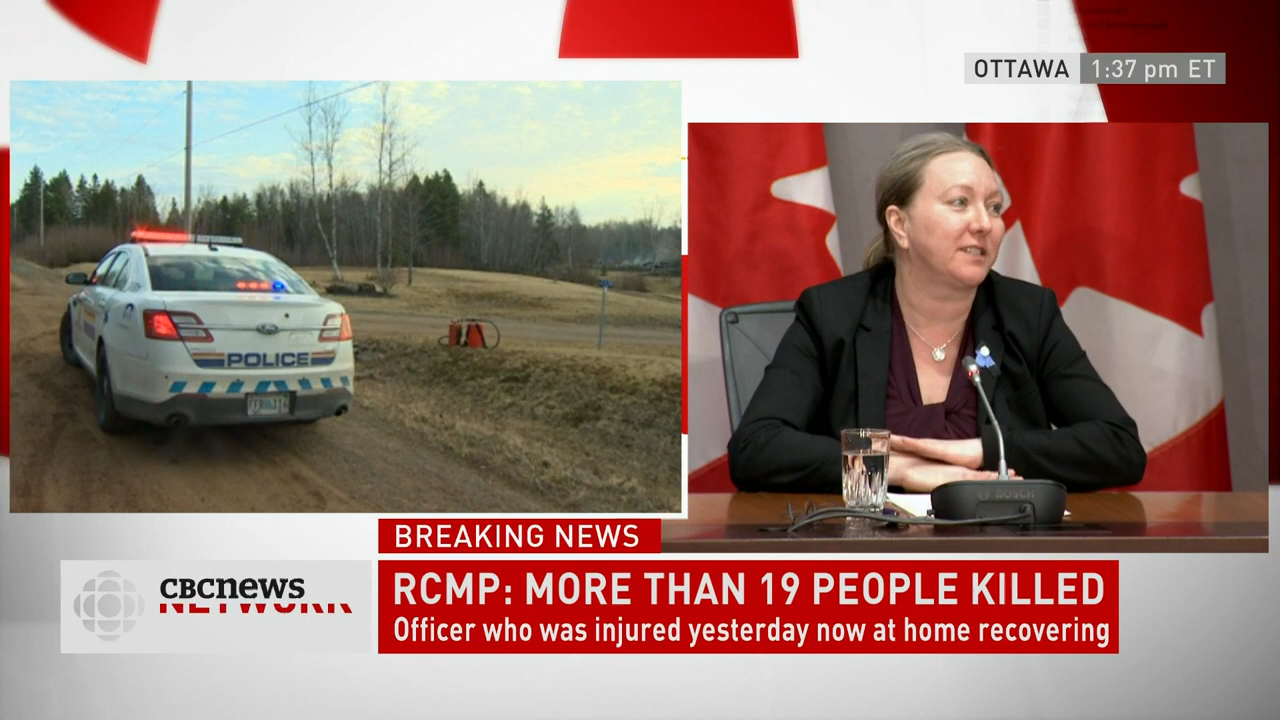 OTTAWA 1:37 pm ET
POLICE
BOSCH
BREAKING NEWS
cbcnews
NETWORK
RCMP: MORE THAN 19 PEOPLE KILLED
Officer who was injured yesterday now at home recovering